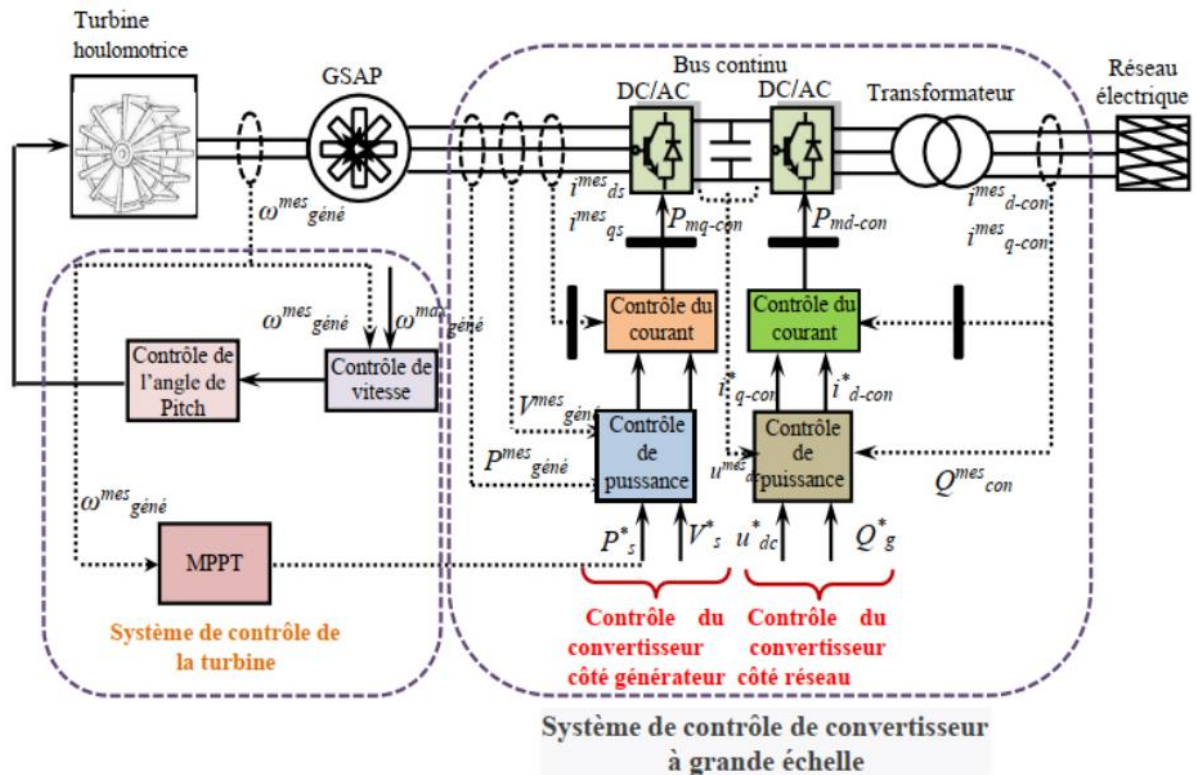 Turbine
houlomotrice
GSAP
Bus continu
DC/AC
DC/AC
Transformateur
Réseau
électrique
ω^mes_géné
i^mes_ds
i^mes_qs
P_mq-con
P_md-con
i^mes_d-con
i^mes_q-con
ω^mes_géné
ω^max_géné
Contrôle de
l'angle de
Pitch
Contrôle de
vitesse
Contrôle du
courant
Contrôle du
courant
i^*_q-con
i^*_d-con
V^mes_géné
P^mes_géné
Contrôle
de
puissance
u^mes_dc
Contrôle
de
puissance
Q^mes_con
ω^mes_géné
MPPT
P^*_s
V^*_s
u^*_dc
Q^*_g
Système de contrôle de
la turbine
Contrôle du
convertisseur
côté générateur
Contrôle du
convertisseur
côté réseau
Système de contrôle de convertisseur
à grande échelle